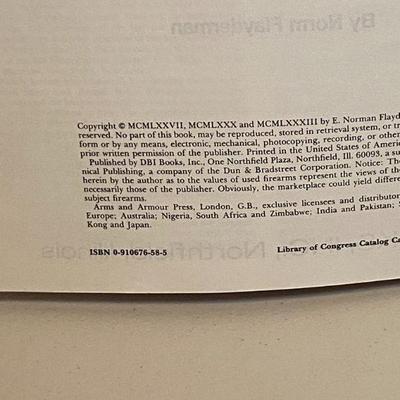 By Norm Flayderman
Copyright © MCMLXXVII, MCMLXXX and MCMLXXXIII by E. Norman Flayd
reserved. No part of this book, may be reproduced, stored in retrieval system, or tr
form or by any means, electronic, mechanical, photocopying, recording, or other
prior written permission of the publisher. Printed in the United States of Americ
Published by DBI Books, Inc., One Northfield Plaza, Northfield, Ill. 60093, a su
nical Publishing, a company of the Dun & Bradstreet Corporation. Notice: The
herein by the author as to the values of used firearms represent the views of the
necessarily those of the publisher. Obviously, the marketplace could yield differe
subject firearms.
Arms and Armour Press, London, G.B., exclusive licensees and distributor
Europe; Australia; Nigeria, South Africa and Zimbabwe; India and Pakistan; S
Kong and Japan.
ISBN 0-910676-58-5 Library of Congress Catalog Ca